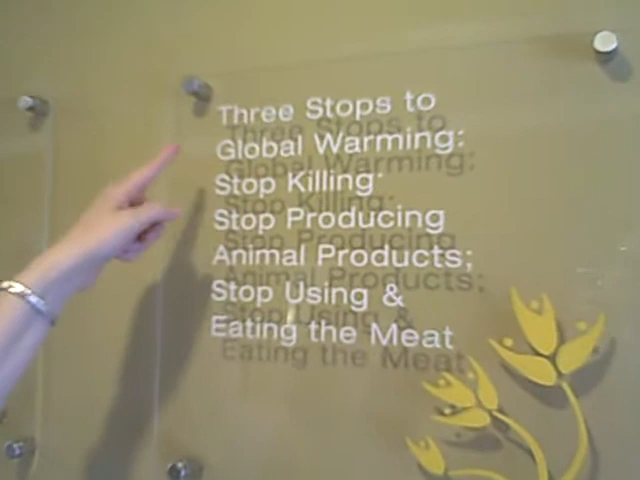 Three Stops to
Global Warming:
Stop Killing;
Stop Producing
Animal Products;
Stop Using &
Eating the Meat